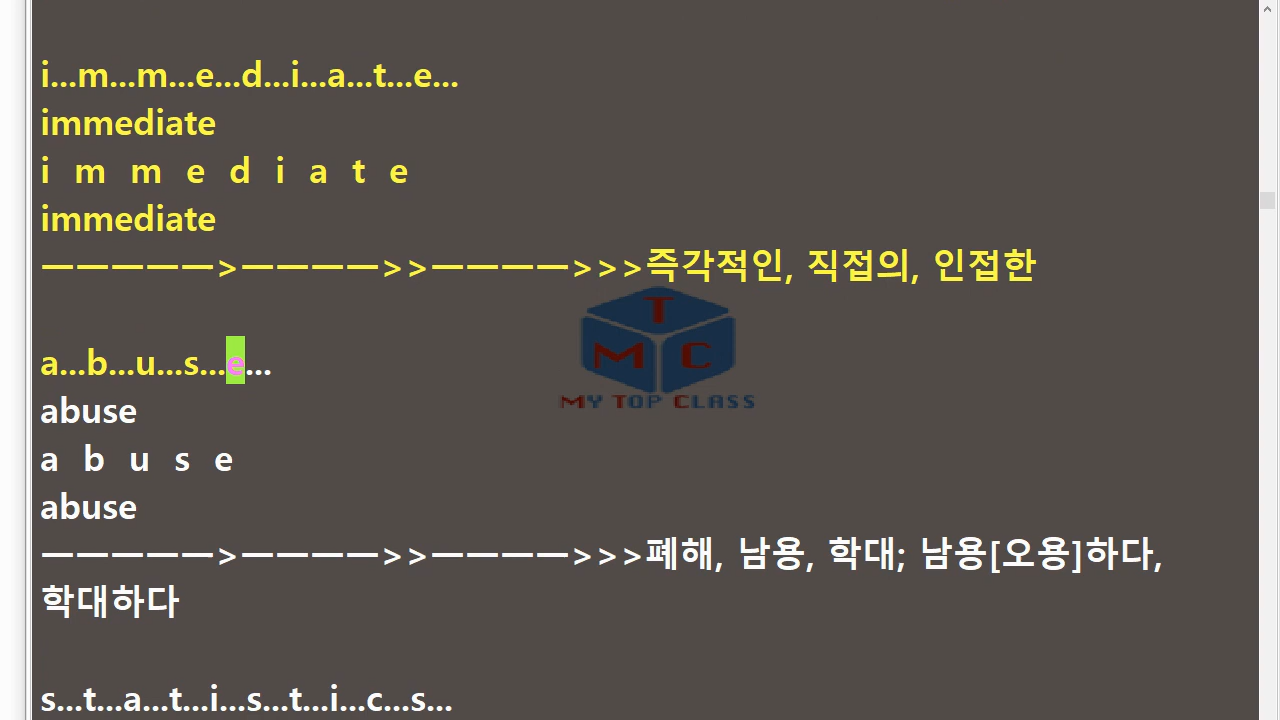 i...m...m...e...d...i...a...t...e...
immediate
i m m e d i a t e
immediate
—————>————>>————>>>즉각적인, 직접의, 인접한
T
M C
MY TOP CLASS
a...b...u...s...e...
abuse
a b u s e
abuse
—————>————>>————>>>폐해, 남용, 학대; 남용[오용]하다,
학대하다
s...t...a...t...i...s...t...i...c...s...